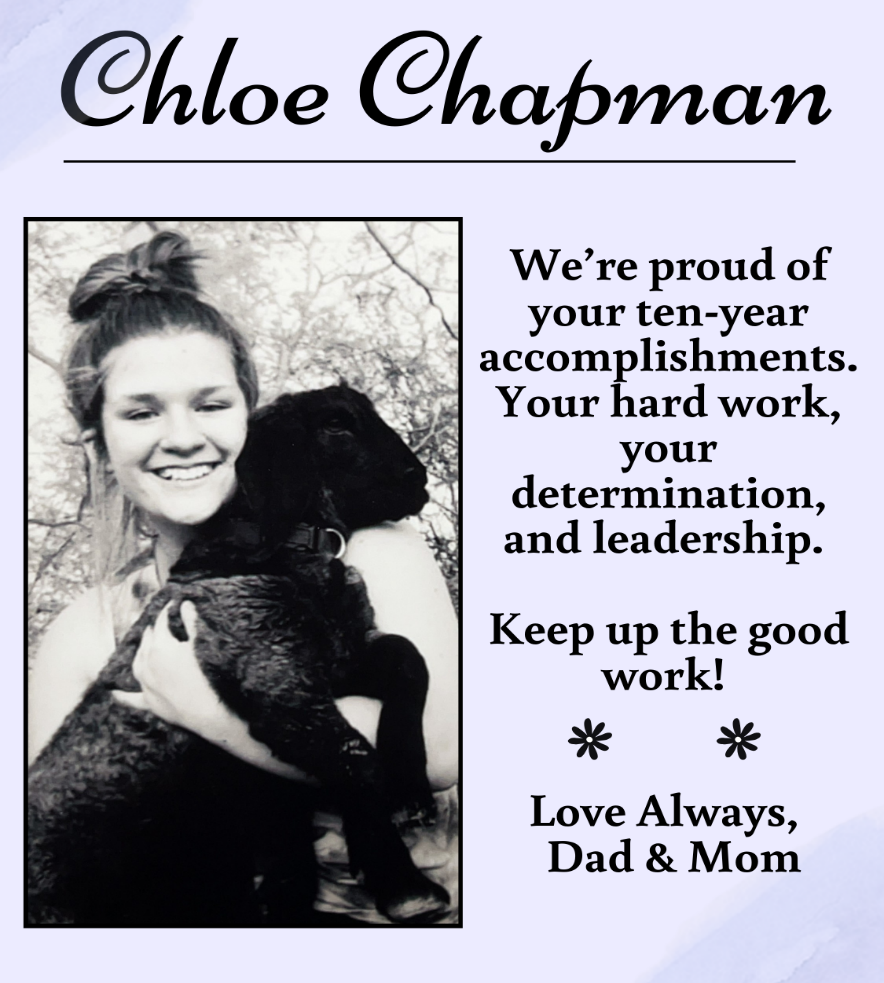 Chloe Chapman
We’re proud of
your ten-year
accomplishments.
Your hard work,
your
determination,
and leadership.
Keep up the good
work!
Love Always,
Dad & Mom